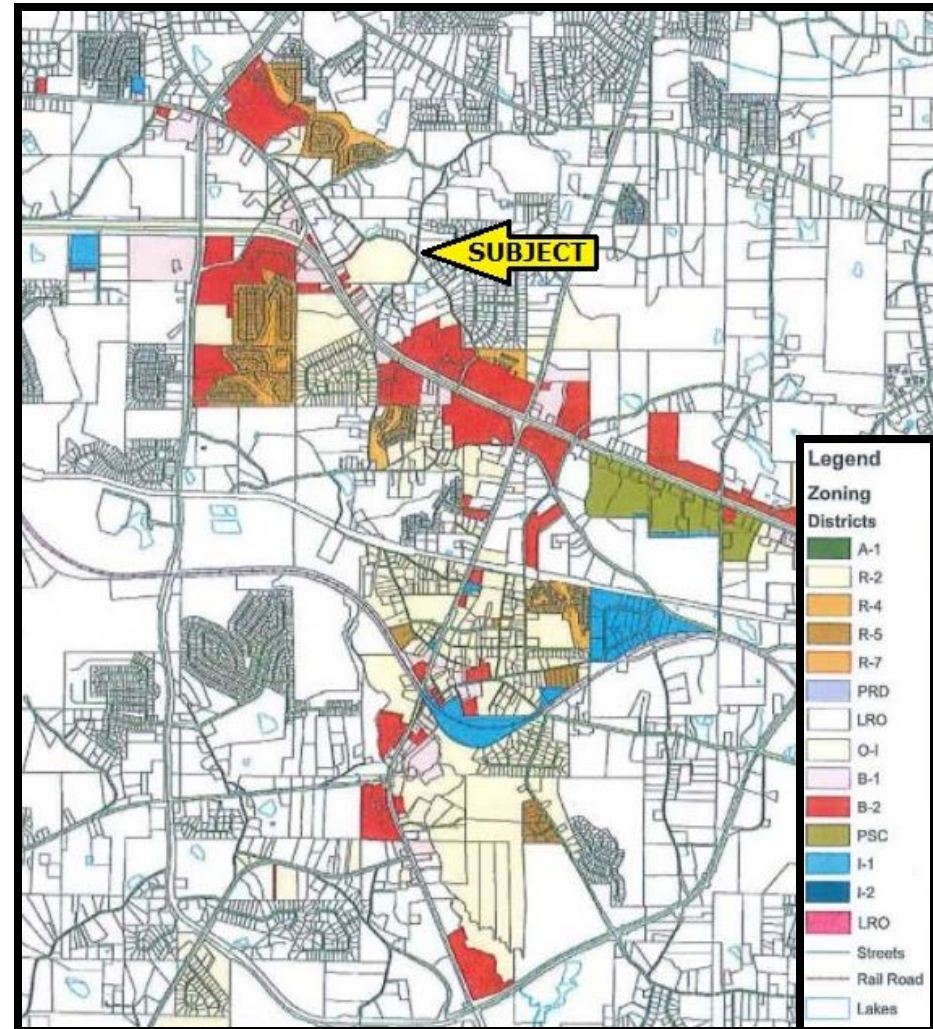 SUBJECT
Legend
Zoning
Districts
A-1
R-2
R-4
R-5
R-7
PRD
LRO
O-I
B-1
B-2
PSC
I-1
I-2
LRO
Streets
Rail Road
Lakes